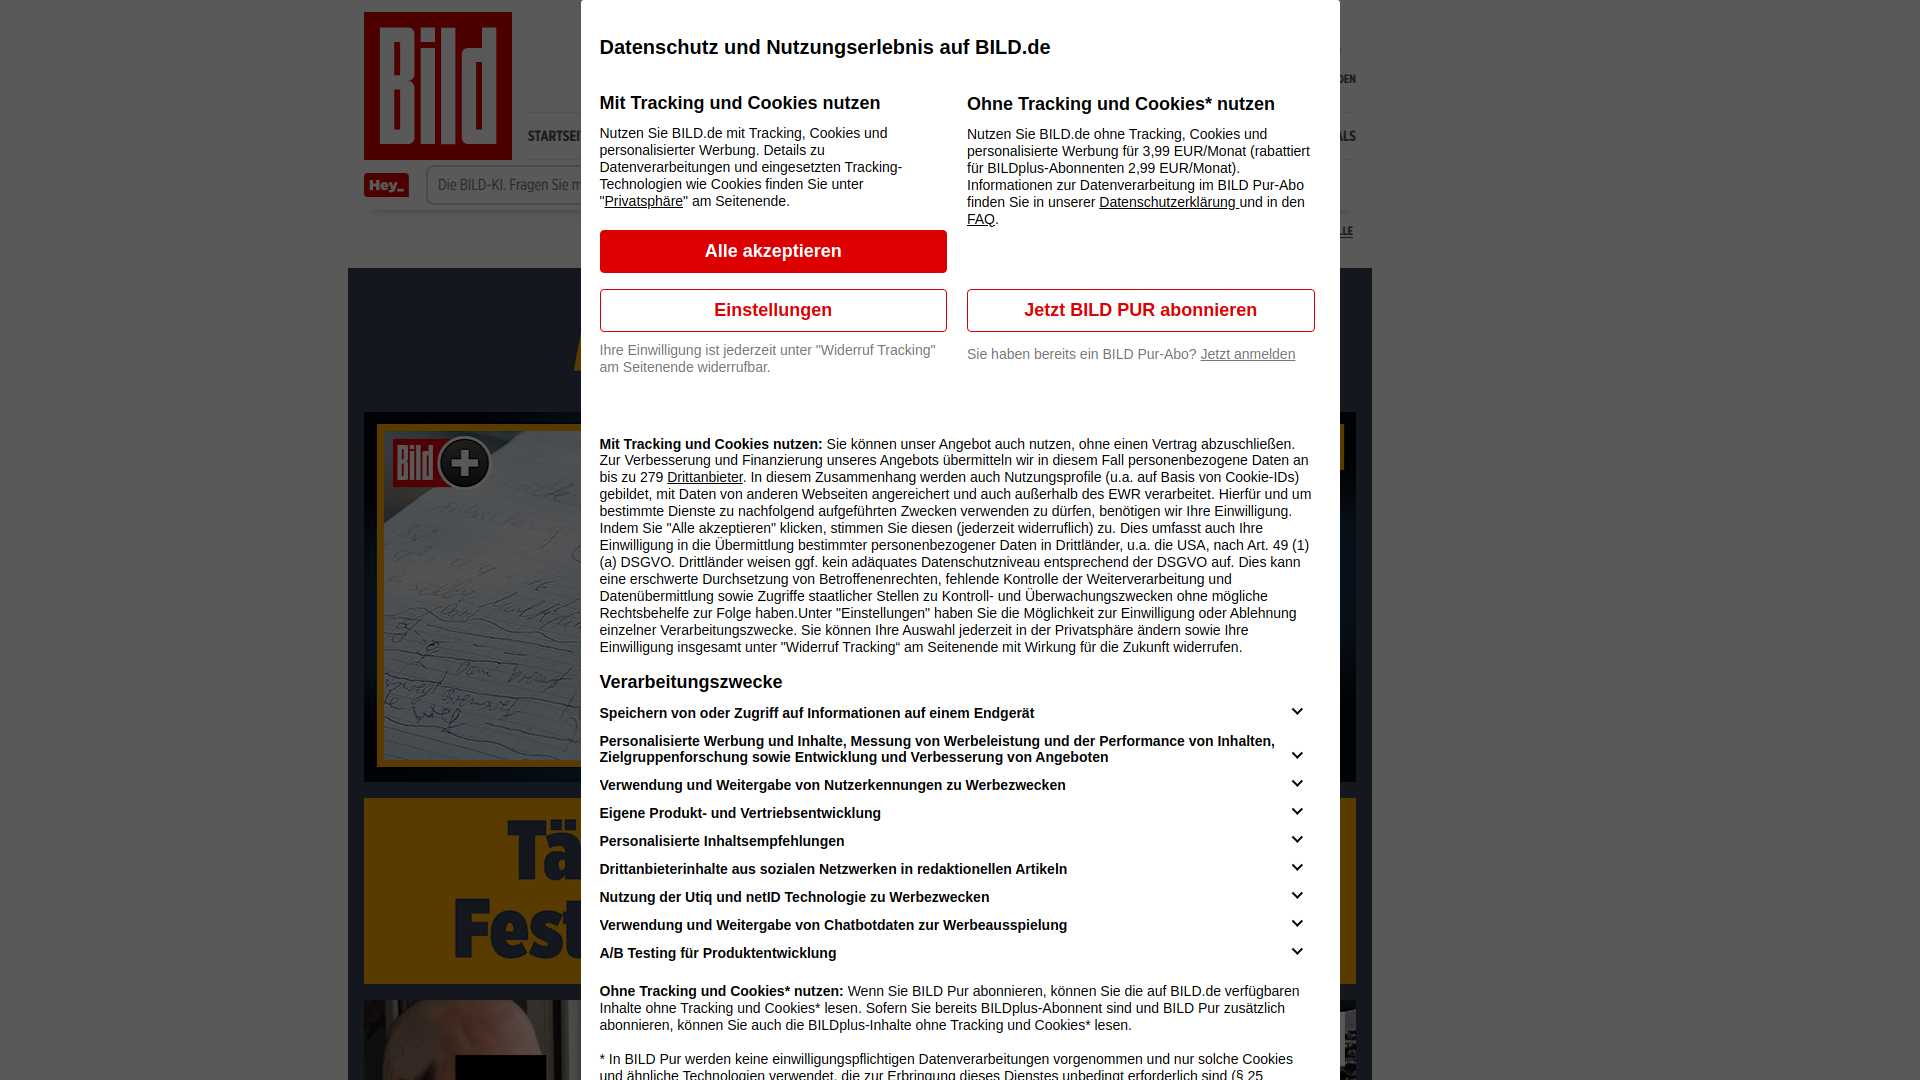 Bild
STARTSEI
Hey_
Die BILD-KI. Fragen Sie m
Datenschutz und Nutzungserlebnis auf BILD.de
Mit Tracking und Cookies nutzen
Nutzen Sie BILD.de mit Tracking, Cookies und
personalisierter Werbung. Details zu
Datenverarbeitungen und eingesetzten Tracking-
Technologien wie Cookies finden Sie unter
"Privatsphäre" am Seitenende.
Alle akzeptieren
Einstellungen
Ihre Einwilligung ist jederzeit unter "Widerruf Tracking"
am Seitenende widerrufbar.
Ohne Tracking und Cookies* nutzen
Nutzen Sie BILD.de ohne Tracking, Cookies und
personalisierte Werbung für 3,99 EUR/Monat (rabattiert
für BILDplus-Abonnenten 2,99 EUR/Monat).
Informationen zur Datenverarbeitung im BILD Pur-Abo
finden Sie in unserer Datenschutzerklärung und in den
FAQ.
Jetzt BILD PUR abonnieren
Sie haben bereits ein BILD Pur-Abo? Jetzt anmelden
DEN
ALS
LLE
Bild +
Mit Tracking und Cookies nutzen: Sie können unser Angebot auch nutzen, ohne einen Vertrag abzuschließen.
Zur Verbesserung und Finanzierung unseres Angebots übermitteln wir in diesem Fall personenbezogene Daten an
bis zu 279 Drittanbieter. In diesem Zusammenhang werden auch Nutzungsprofile (u.a. auf Basis von Cookie-IDs)
gebildet, mit Daten von anderen Webseiten angereichert und auch außerhalb des EWR verarbeitet. Hierfür und um
bestimmte Dienste zu nachfolgend aufgeführten Zwecken verwenden zu dürfen, benötigen wir Ihre Einwilligung.
Indem Sie "Alle akzeptieren" klicken, stimmen Sie diesen (jederzeit widerruflich) zu. Dies umfasst auch Ihre
Einwilligung in die Übermittlung bestimmter personenbezogener Daten in Drittländer, u.a. die USA, nach Art. 49 (1)
(a) DSGVO. Drittländer weisen ggf. kein adäquates Datenschutzniveau entsprechend der DSGVO auf. Dies kann
eine erschwerte Durchsetzung von Betroffenenrechten, fehlende Kontrolle der Weiterverarbeitung und
Datenübermittlung sowie Zugriffe staatlicher Stellen zu Kontroll- und Überwachungszwecken ohne mögliche
Rechtsbehelfe zur Folge haben.Unter "Einstellungen" haben Sie die Möglichkeit zur Einwilligung oder Ablehnung
einzelner Verarbeitungszwecke. Sie können Ihre Auswahl jederzeit in der Privatsphäre ändern sowie Ihre
Einwilligung insgesamt unter "Widerruf Tracking“ am Seitenende mit Wirkung für die Zukunft widerrufen.
Verarbeitungszwecke
Speichern von oder Zugriff auf Informationen auf einem Endgerät
Personalisierte Werbung und Inhalte, Messung von Werbeleistung und der Performance von Inhalten,
Zielgruppenforschung sowie Entwicklung und Verbesserung von Angeboten
Verwendung und Weitergabe von Nutzerkennungen zu Werbezwecken
Eigene Produkt- und Vertriebsentwicklung
Personalisierte Inhaltsempfehlungen
Drittanbieterinhalte aus sozialen Netzwerken in redaktionellen Artikeln
Nutzung der Utiq und netID Technologie zu Werbezwecken
Verwendung und Weitergabe von Chatbotdaten zur Werbeausspielung
A/B Testing für Produktentwicklung
Tä
Fest
Ohne Tracking und Cookies* nutzen: Wenn Sie BILD Pur abonnieren, können Sie die auf BILD.de verfügbaren
Inhalte ohne Tracking und Cookies* lesen. Sofern Sie bereits BILDplus-Abonnent sind und BILD Pur zusätzlich
abonnieren, können Sie auch die BILDplus-Inhalte ohne Tracking und Cookies* lesen.
* In BILD Pur werden keine einwilligungspflichtigen Datenverarbeitungen vorgenommen und nur solche Cookies
und ähnliche Technologien verwendet, die zur Erbringung dieses Dienstes unbedingt erforderlich sind (§ 25